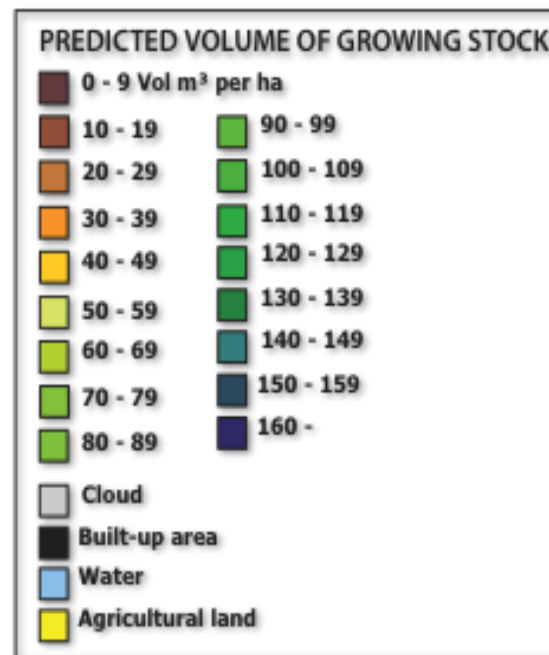 PREDICTED VOLUME OF GROWING STOCK
0 - 9 Vol m³ per ha
10 - 19
20 - 29
30 - 39
40 - 49
50 - 59
60 - 69
70 - 79
80 - 89
90 - 99
100 - 109
110 - 119
120 - 129
130 - 139
140 - 149
150 - 159
160 -
Cloud
Built-up area
Water
Agricultural land